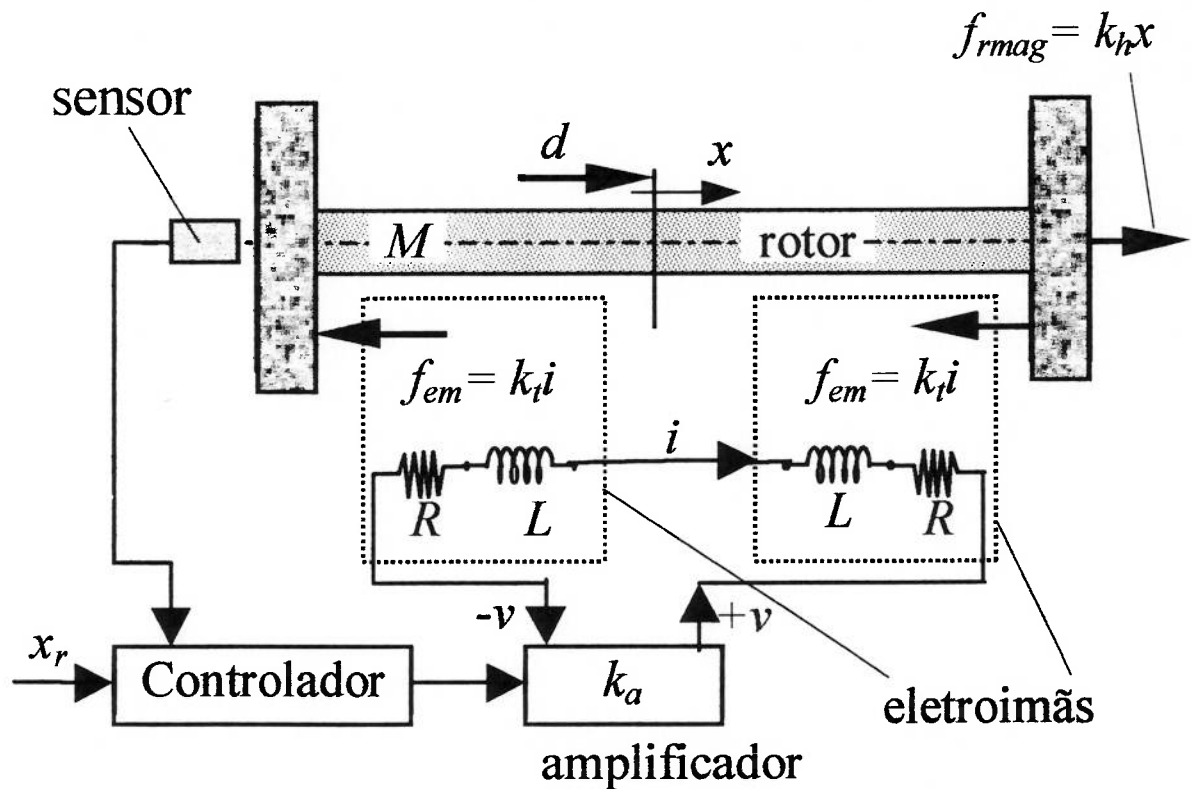 f_rmag = k_h x
sensor
d
x
M
rotor
f_em = k_t i
f_em = k_t i
i
R
L
L
R
-v
+v
x_r
Controlador
k_a
eletroimãs
amplificador